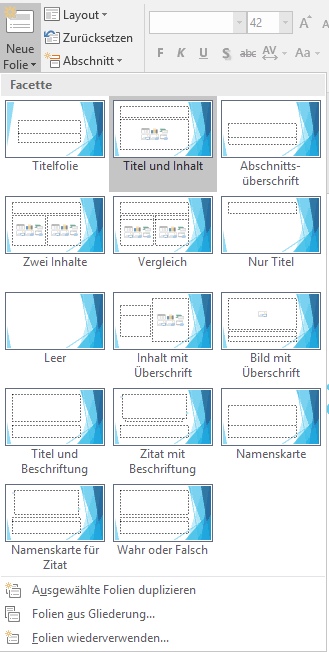 Layout
42
A
Neue
Folie
Zurücksetzen
Abschnitt
F K U S abc AV Aa
Facette
Titelfolie
Titel und Inhalt
Abschnitts-
überschrift
Zwei Inhalte
Vergleich
Nur Titel
Leer
Inhalt mit
Überschrift
Bild mit
Überschrift
Titel und
Beschriftung
Zitat mit
Beschriftung
Namenskarte
Namenskarte für
Zitat
Wahr oder Falsch
Ausgewählte Folien duplizieren
Folien aus Gliederung...
Folien wiederverwenden...